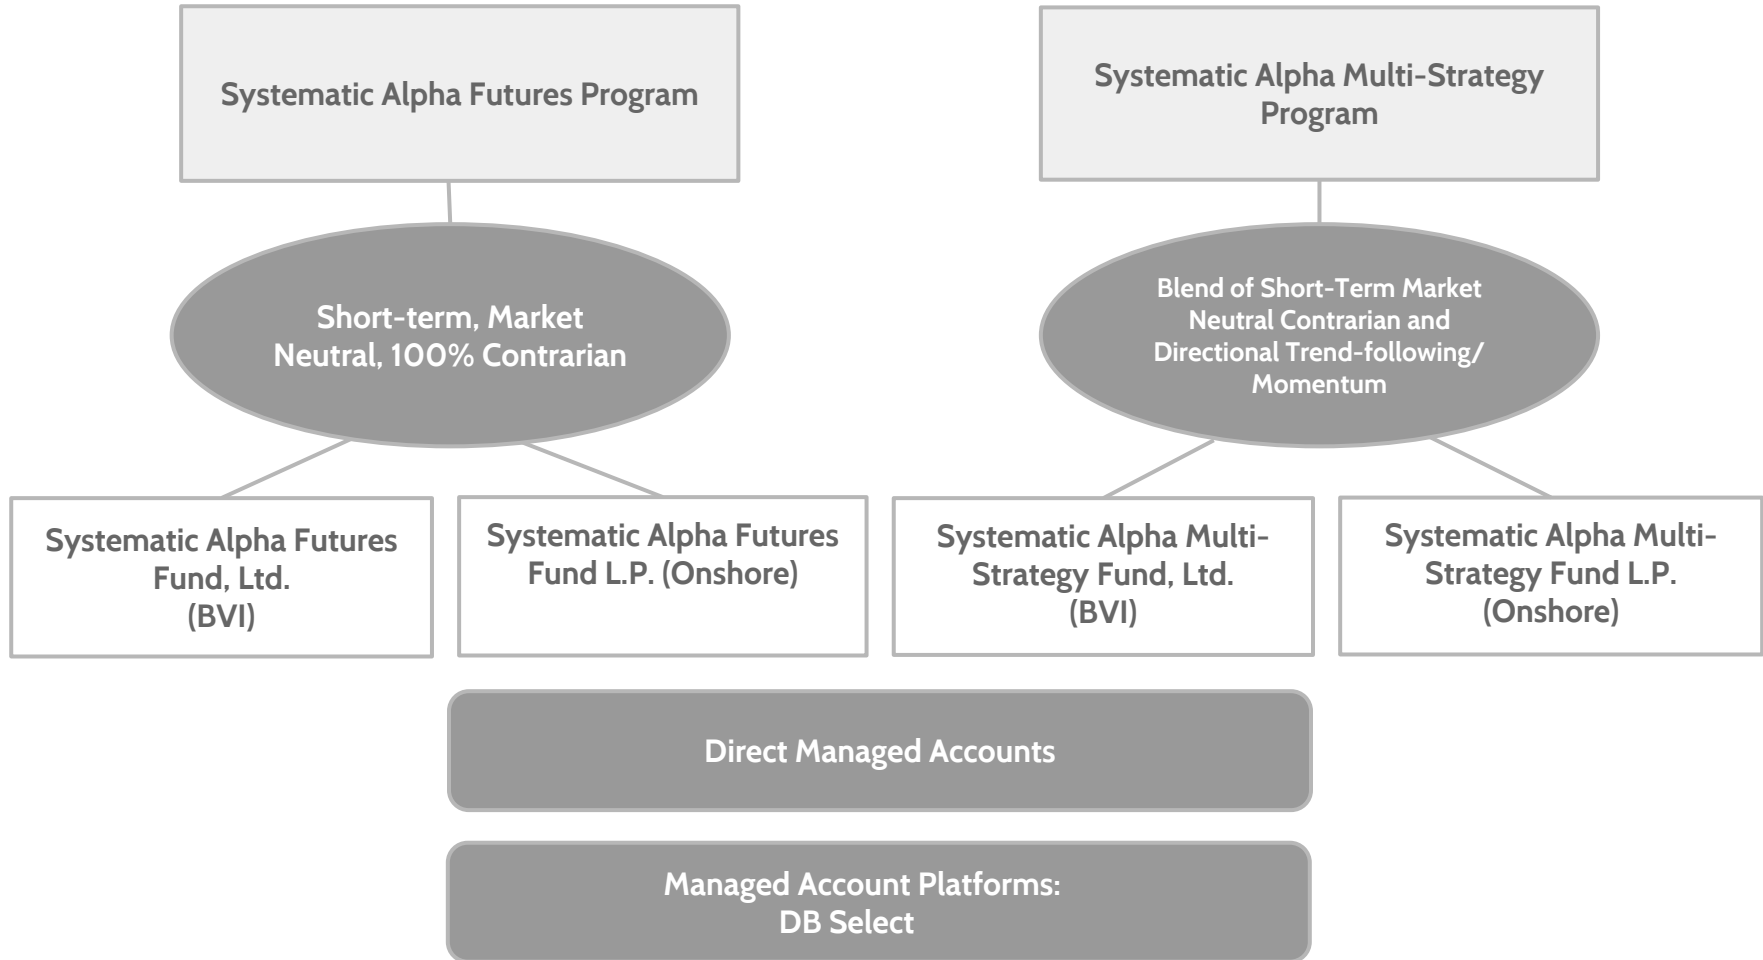 Systematic Alpha Futures Program
Systematic Alpha Multi-Strategy
Program
Short-term, Market
Neutral, 100% Contrarian
Blend of Short-Term Market
Neutral Contrarian and
Directional Trend-following/
Momentum
Systematic Alpha Futures
Fund, Ltd.
(BVI)
Systematic Alpha Futures
Fund L.P. (Onshore)
Systematic Alpha Multi-
Strategy Fund, Ltd.
(BVI)
Systematic Alpha Multi-
Strategy Fund L.P.
(Onshore)
Direct Managed Accounts
Managed Account Platforms:
DB Select